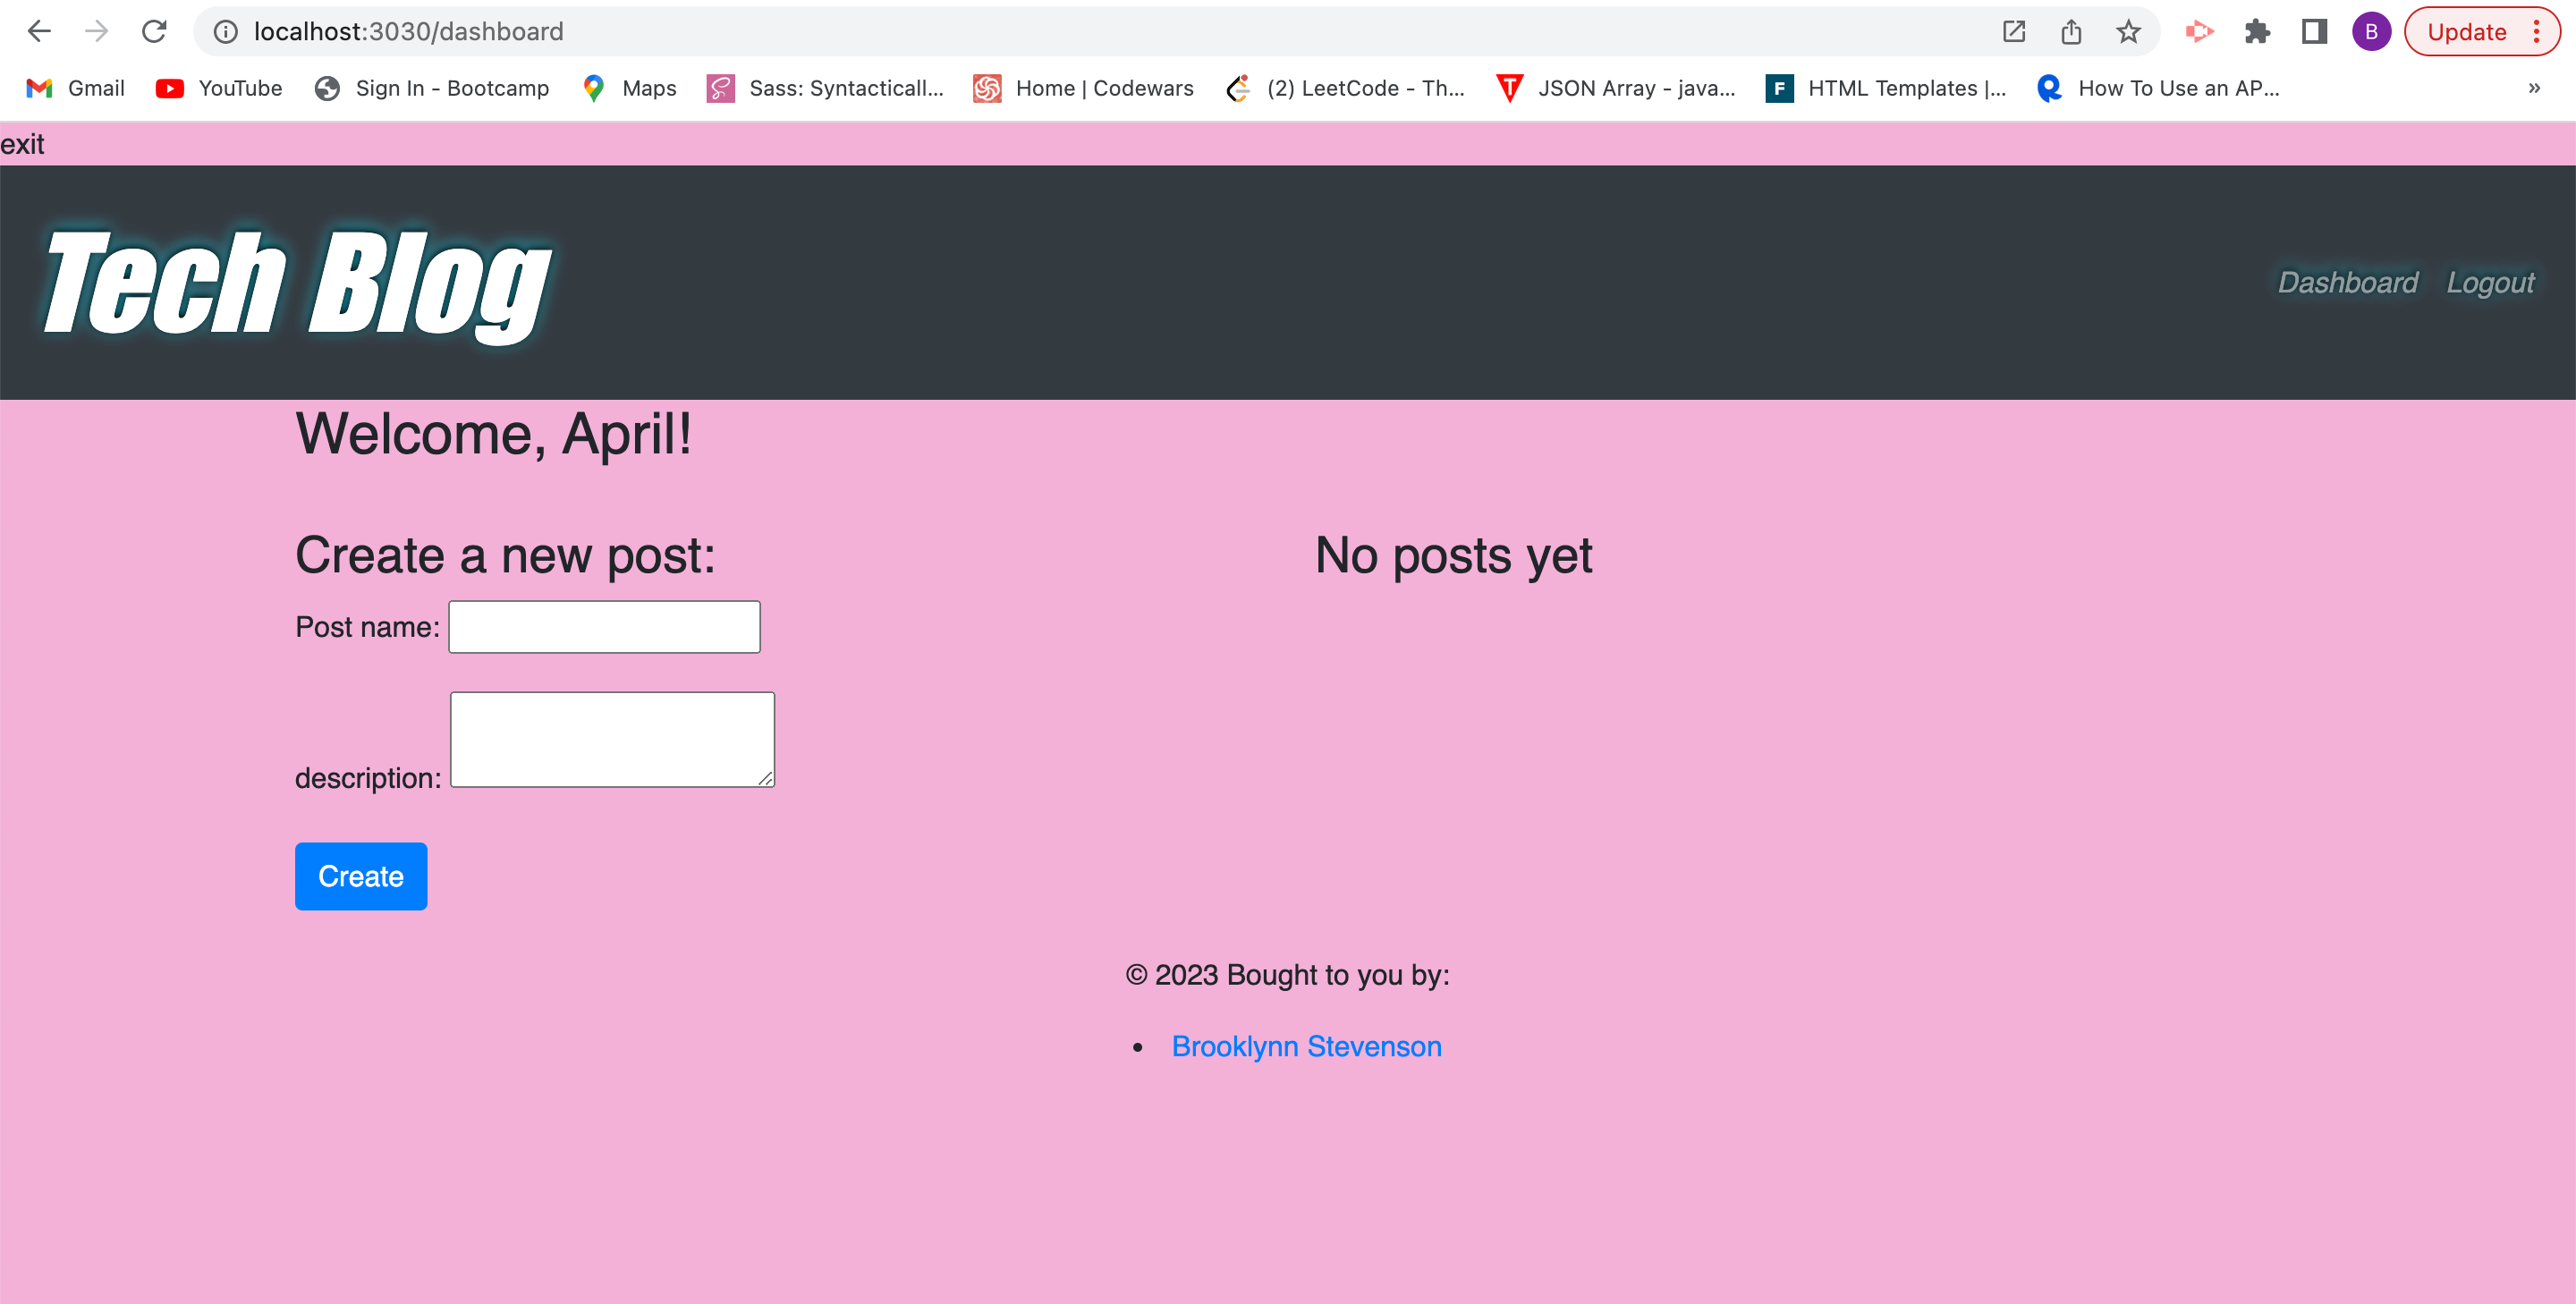 localhost:3030/dashboard
B
Update
Gmail YouTube Sign In - Bootcamp Maps Sass: Syntacticall... Home | Codewars (2) LeetCode - Th... JSON Array - java... HTML Templates |... How To Use an AP... »
exit
Tech Blog
Dashboard Logout
Welcome, April!
Create a new post:
No posts yet
Post name:
description:
Create
© 2023 Bought to you by:
• Brooklynn Stevenson